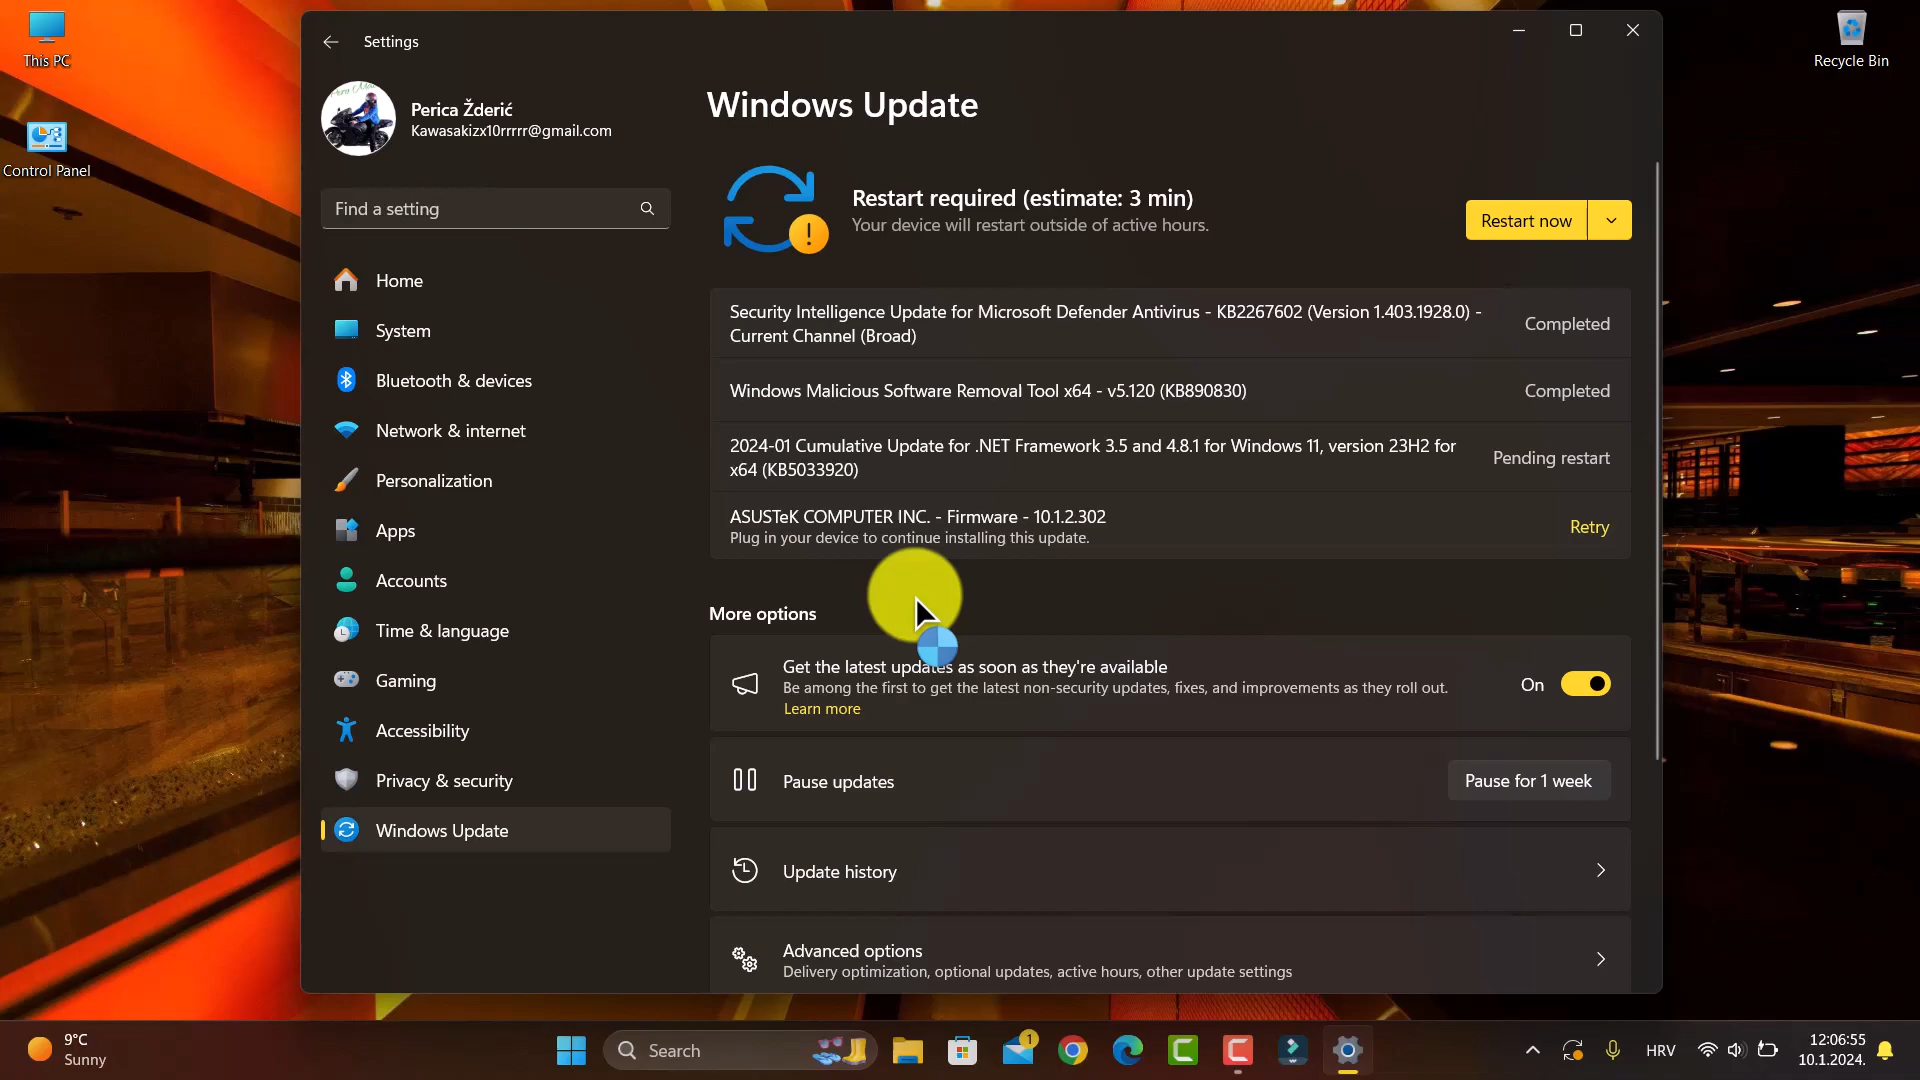 This PC
Control Panel
Recycle Bin
Settings
Perica Žderić
Kawasakizx10rrrrr@gmail.com
Find a setting
Home
System
Bluetooth & devices
Network & internet
Personalization
Apps
Accounts
Time & language
Gaming
Accessibility
Privacy & security
Windows Update
Windows Update
Restart required (estimate: 3 min)
Your device will restart outside of active hours.
Restart now
Security Intelligence Update for Microsoft Defender Antivirus - KB2267602 (Version 1.403.1928.0) -
Current Channel (Broad)
Completed
Windows Malicious Software Removal Tool x64 - v5.120 (KB890830)
Completed
2024-01 Cumulative Update for .NET Framework 3.5 and 4.8.1 for Windows 11, version 23H2 for
x64 (KB5033920)
Pending restart
ASUSTeK COMPUTER INC. - Firmware - 10.1.2.302
Plug in your device to continue installing this update.
Retry
More options
Get the latest updates as soon as they're available
Be among the first to get the latest non-security updates, fixes, and improvements as they roll out.
Learn more
On
Pause updates
Pause for 1 week
Update history
Advanced options
Delivery optimization, optional updates, active hours, other update settings
9°C
Sunny
Search
1
HRV
12:06:55
10.1.2024.